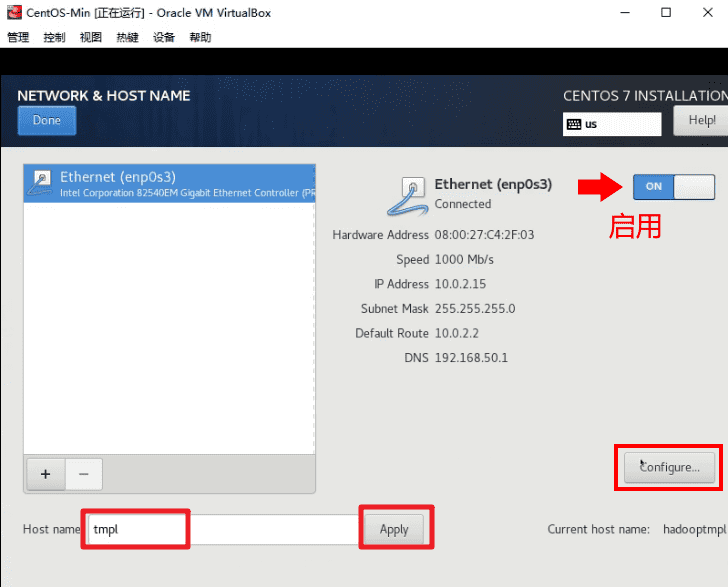 CentOS-Min [正在运行] - Oracle VM VirtualBox
管理 控制 视图 热键 设备 帮助
NETWORK & HOST NAME
CENTOS 7 INSTALLATION
Done
us
Help!
Ethernet (enp0s3)
Intel Corporation 82540EM Gigabit Ethernet Controller (PR
Ethernet (enp0s3)
Connected
ON
启用
Hardware Address 08:00:27:C4:2F:03
Speed 1000 Mb/s
IP Address 10.0.2.15
Subnet Mask 255.255.255.0
Default Route 10.0.2.2
DNS 192.168.50.1
+ −
Configure...
Host name tmpl Apply Current host name: hadooptmpl